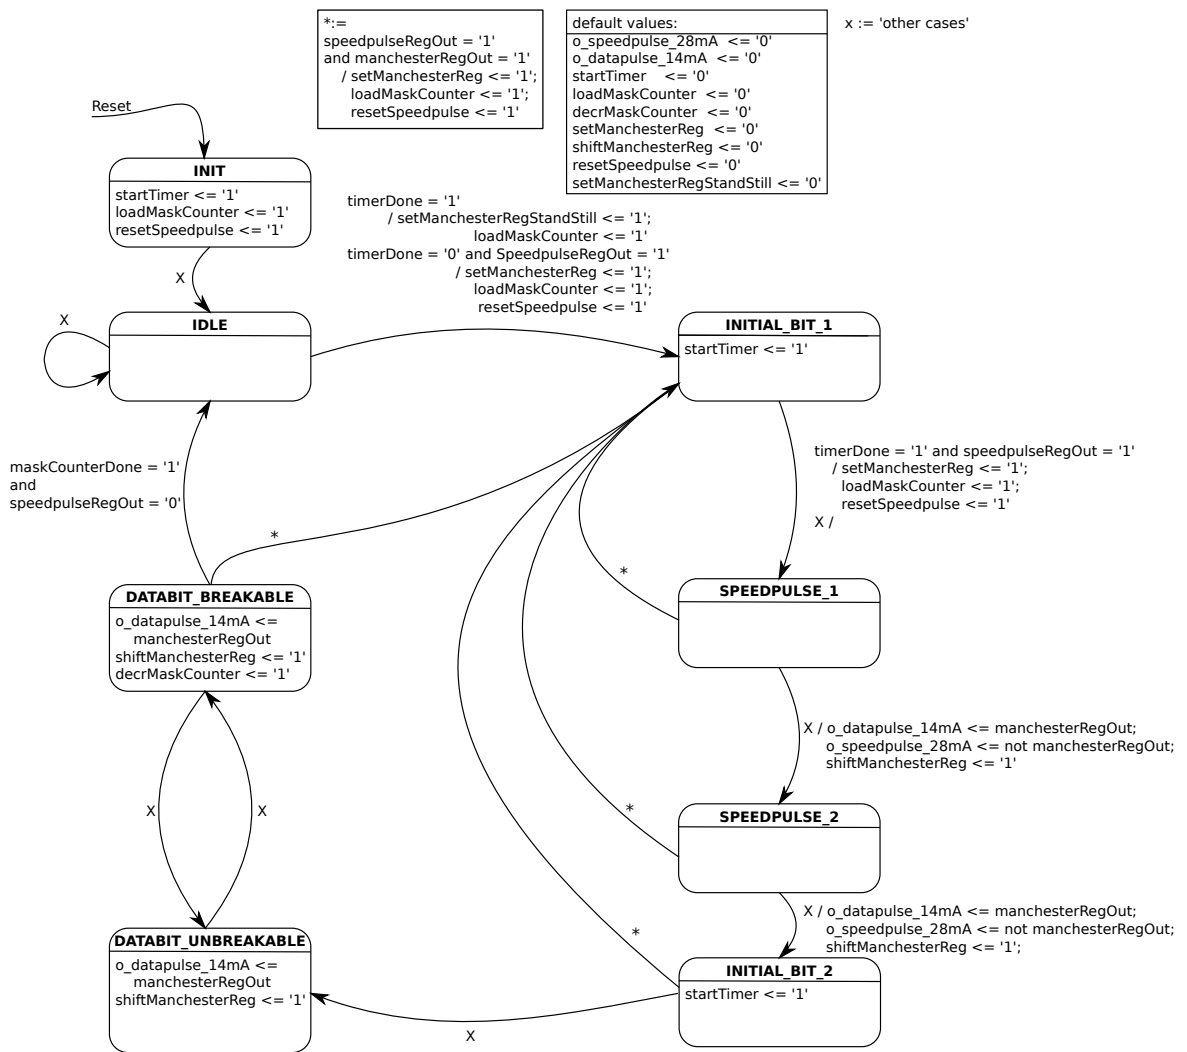 *:=
speedpulseRegOut = '1'
and manchesterRegOut = '1'
/ setManchesterReg <= '1';
loadMaskCounter <= '1';
resetSpeedpulse <= '1'
default values:
o_speedpulse_28mA <= '0'
o_datapulse_14mA <= '0'
startTimer <= '0'
loadMaskCounter <= '0'
decrMaskCounter <= '0'
setManchesterReg <= '0'
shiftManchesterReg <= '0'
resetSpeedpulse <= '0'
setManchesterRegStandStill <= '0'
x := 'other cases'
Reset
INIT
startTimer <= '1'
loadMaskCounter <= '1'
resetSpeedpulse <= '1'
X
timerDone = '1'
/ setManchesterRegStandStill <= '1';
loadMaskCounter <= '1'
timerDone = '0' and SpeedpulseRegOut = '1'
/ setManchesterReg <= '1';
loadMaskCounter <= '1';
resetSpeedpulse <= '1'
X
IDLE
INITIAL_BIT_1
startTimer <= '1'
maskCounterDone = '1'
and
speedpulseRegOut = '0'
timerDone = '1' and speedpulseRegOut = '1'
/ setManchesterReg <= '1';
loadMaskCounter <= '1';
resetSpeedpulse <= '1'
X /
*
*
DATABIT_BREAKABLE
o_datapulse_14mA <=
manchesterRegOut
shiftManchesterReg <= '1'
decrMaskCounter <= '1'
SPEEDPULSE_1
X / o_datapulse_14mA <= manchesterRegOut;
o_speedpulse_28mA <= not manchesterRegOut;
shiftManchesterReg <= '1'
X
X
*
SPEEDPULSE_2
X / o_datapulse_14mA <= manchesterRegOut;
o_speedpulse_28mA <= not manchesterRegOut;
shiftManchesterReg <= '1';
*
DATABIT_UNBREAKABLE
o_datapulse_14mA <=
manchesterRegOut
shiftManchesterReg <= '1'
INITIAL_BIT_2
startTimer <= '1'
X